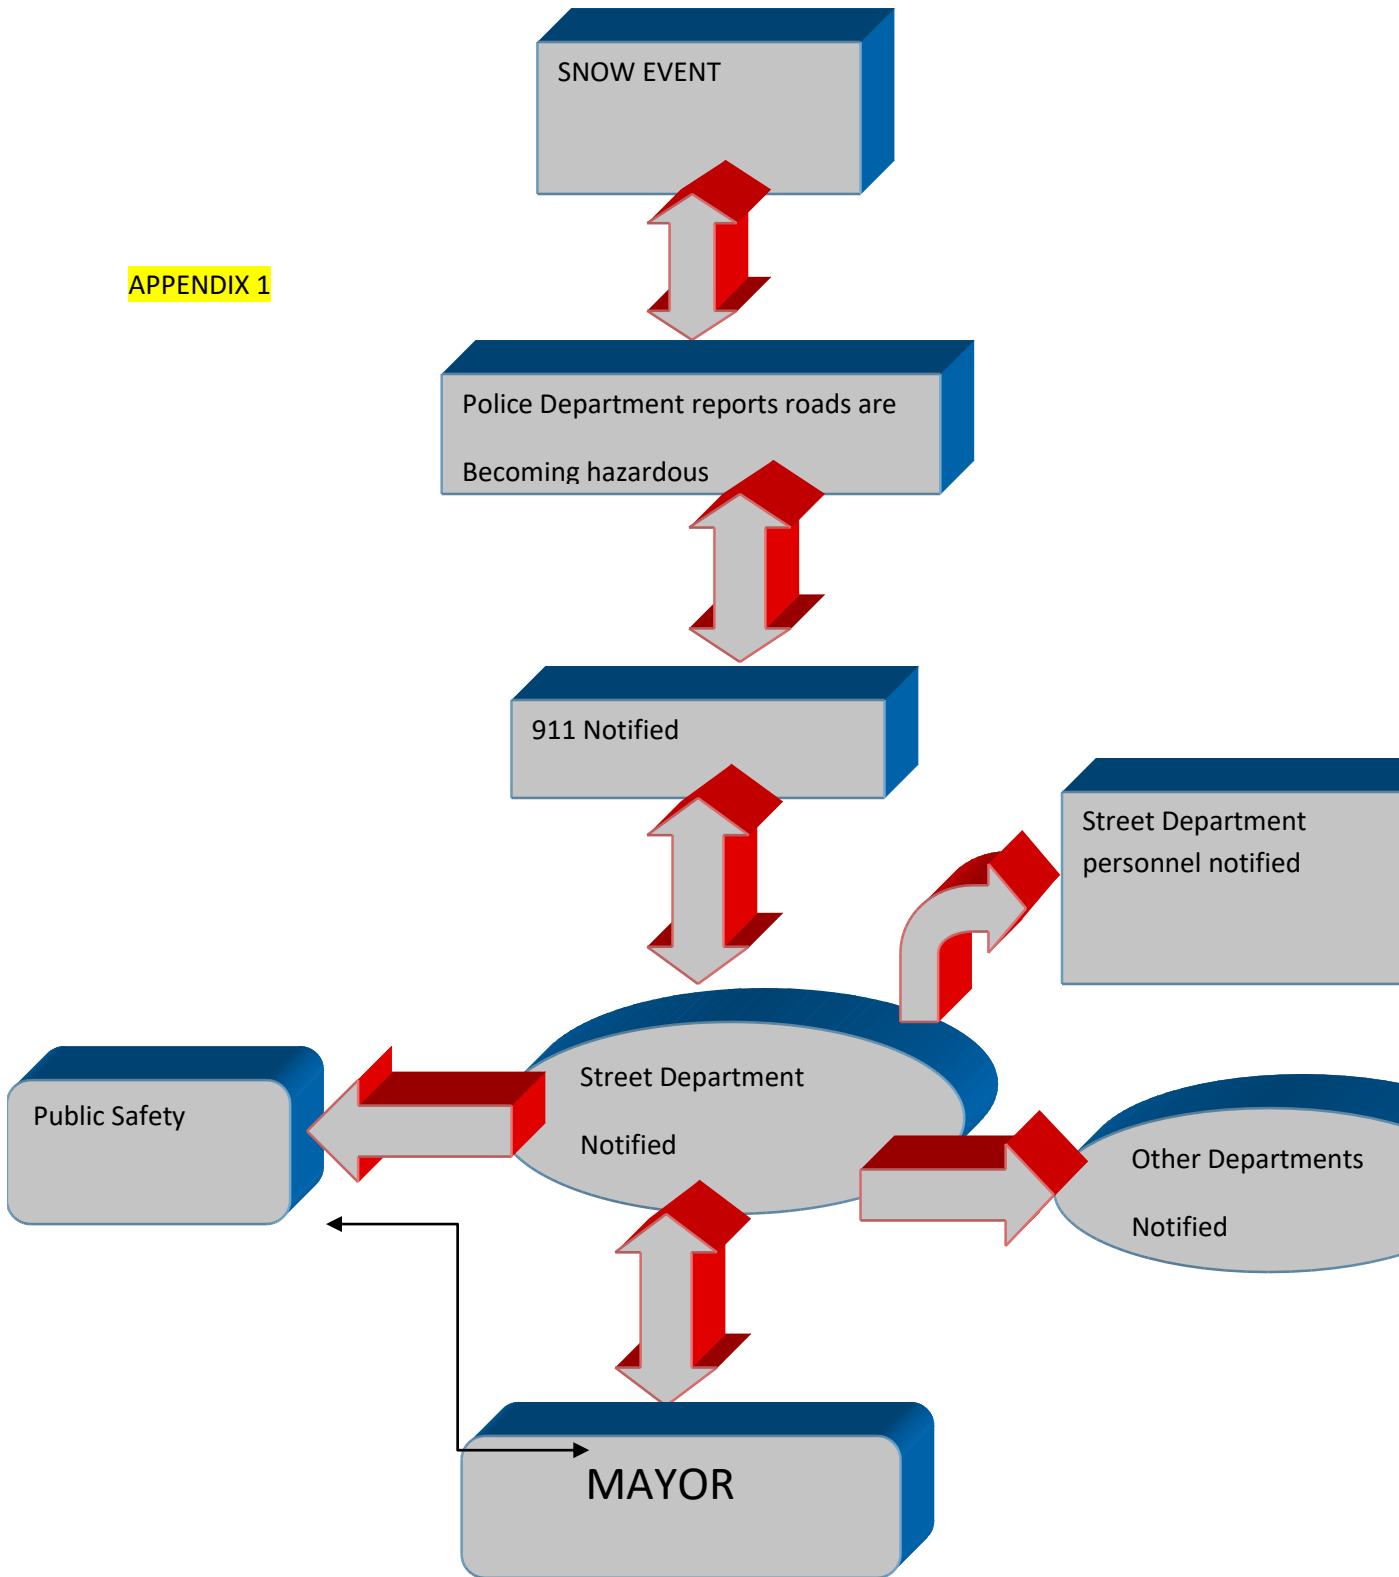 SNOW EVENT
APPENDIX 1
Police Department reports roads are
Becoming hazardous
911 Notified
Street Department
personnel notified
Street Department
Notified
Public Safety
Other Departments
Notified
MAYOR